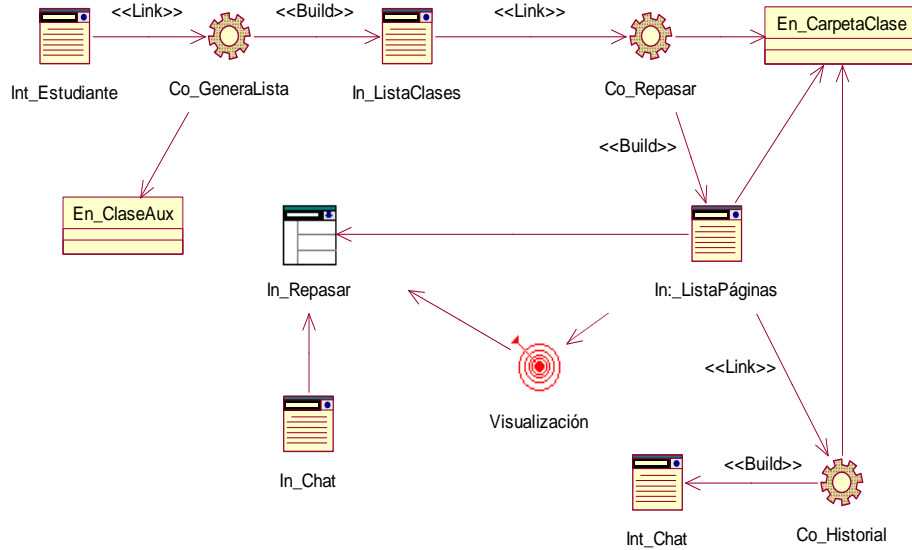 <<Link>>
<<Build>>
<<Link>>
En_CarpetaClase
Int_Estudiante
Co_GeneraLista
In_ListaClases
Co_Repasar
<<Build>>
En_ClaseAux
In_Repasar
In:_ListaPáginas
<<Link>>
Visualización
In_Chat
<<Build>>
Int_Chat
Co_Historial